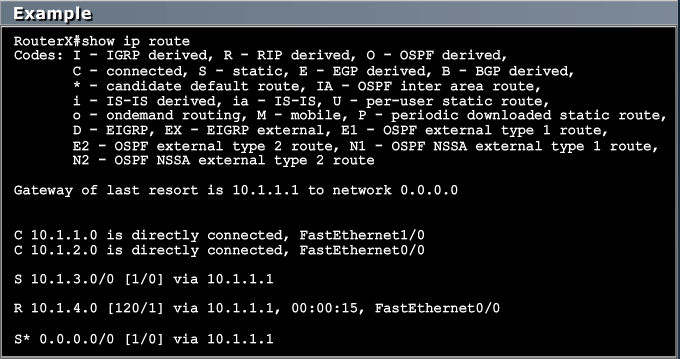 Example
RouterX#show ip route
Codes: I - IGRP derived, R - RIP derived, O - OSPF derived,
C - connected, S - static, E - EGP derived, B - BGP derived,
* - candidate default route, IA - OSPF inter area route,
i - IS-IS derived, ia - IS-IS, U - per-user static route,
o - ondemand routing, M - mobile, P - periodic downloaded static route,
D - EIGRP, EX - EIGRP external, E1 - OSPF external type 1 route,
E2 - OSPF external type 2 route, N1 - OSPF NSSA external type 1 route,
N2 - OSPF NSSA external type 2 route
Gateway of last resort is 10.1.1.1 to network 0.0.0.0
C 10.1.1.0 is directly connected, FastEthernet1/0
C 10.1.2.0 is directly connected, FastEthernet0/0
S 10.1.3.0/0 [1/0] via 10.1.1.1
R 10.1.4.0 [120/1] via 10.1.1.1, 00:00:15, FastEthernet0/0
S* 0.0.0.0/0 [1/0] via 10.1.1.1